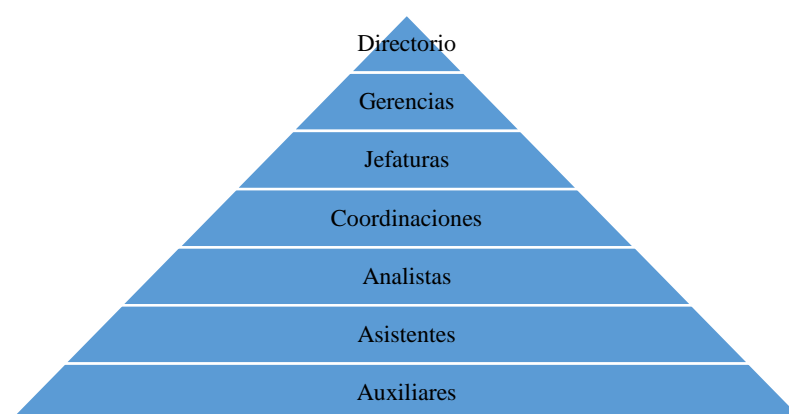 Directorio
Gerencias
Jefaturas
Coordinaciones
Analistas
Asistentes
Auxiliares